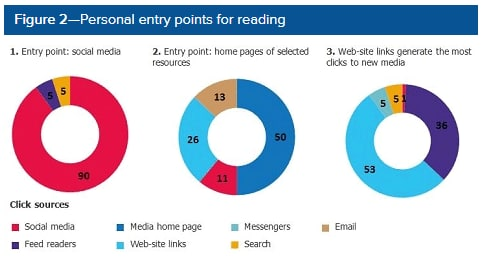 Figure 2—Personal entry points for reading
1. Entry point: social media
2. Entry point: home pages of selected
resources
3. Web-site links generate the most
clicks to new media
5
5
90
13
50
26
11
5
5
1
36
53
Click sources
Social media
Media home page
Messengers
Email
Feed readers
Web-site links
Search